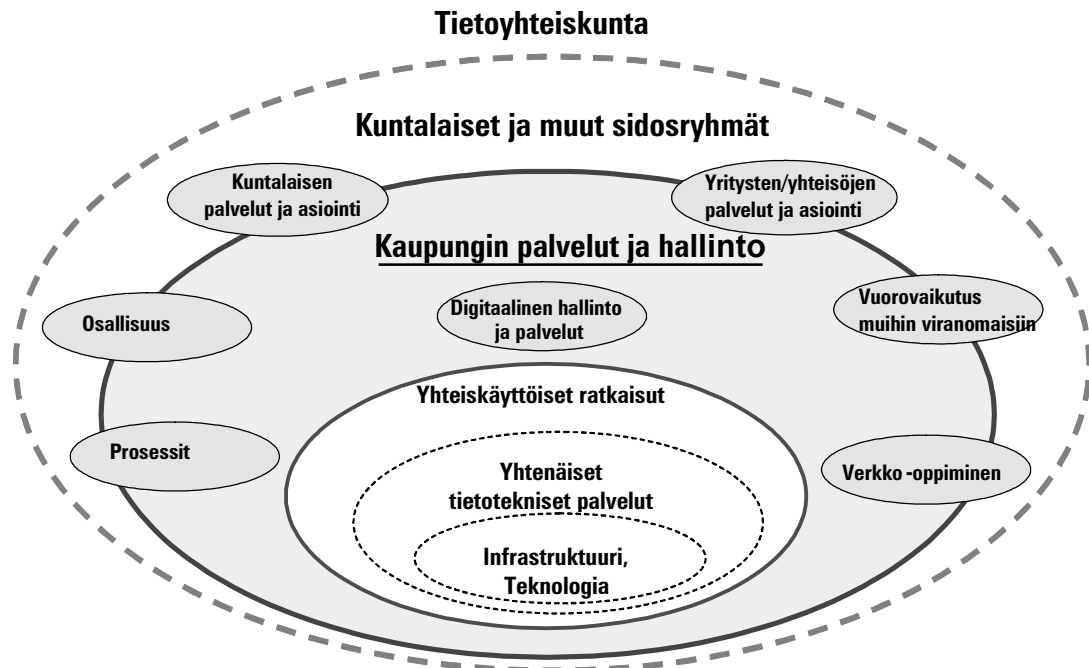 Tietoyhteiskunta
Kuntalaiset ja muut sidosryhmät
Kuntalaisen
palvelut ja asiointi
Yritysten/yhteisöjen
palvelut ja asiointi
Kaupungin palvelut ja hallinto
Osallisuus
Digitaalinen hallinto
ja palvelut
Vuorovaikutus
muihin viranomaisiin
Yhteiskäyttöiset ratkaisut
Prosessit
Yhtenäiset
tietotekniset palvelut
Verkko -oppiminen
Infrastruktuuri,
Teknologia